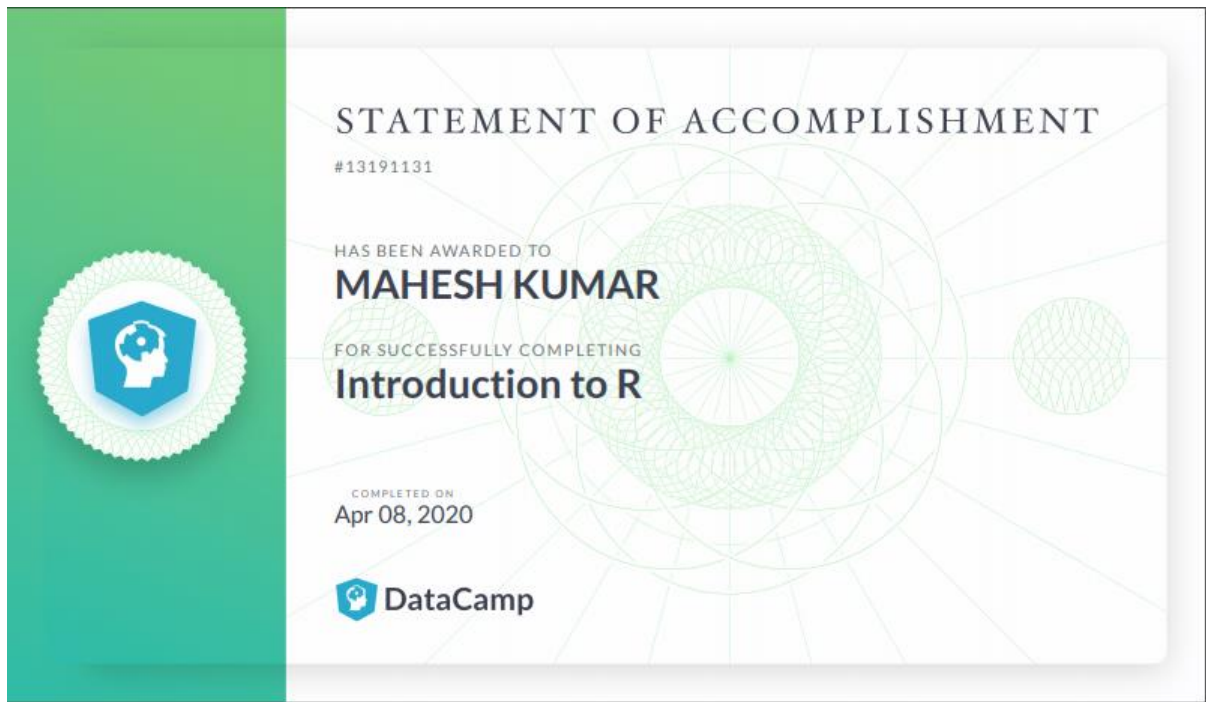 STATEMENT OF ACCOMPLISHMENT
#13191131
HAS BEEN AWARDED TO
MAHESH KUMAR
FOR SUCCESSFULLY COMPLETING
Introduction to R
COMPLETED ON
Apr 08, 2020
DataCamp